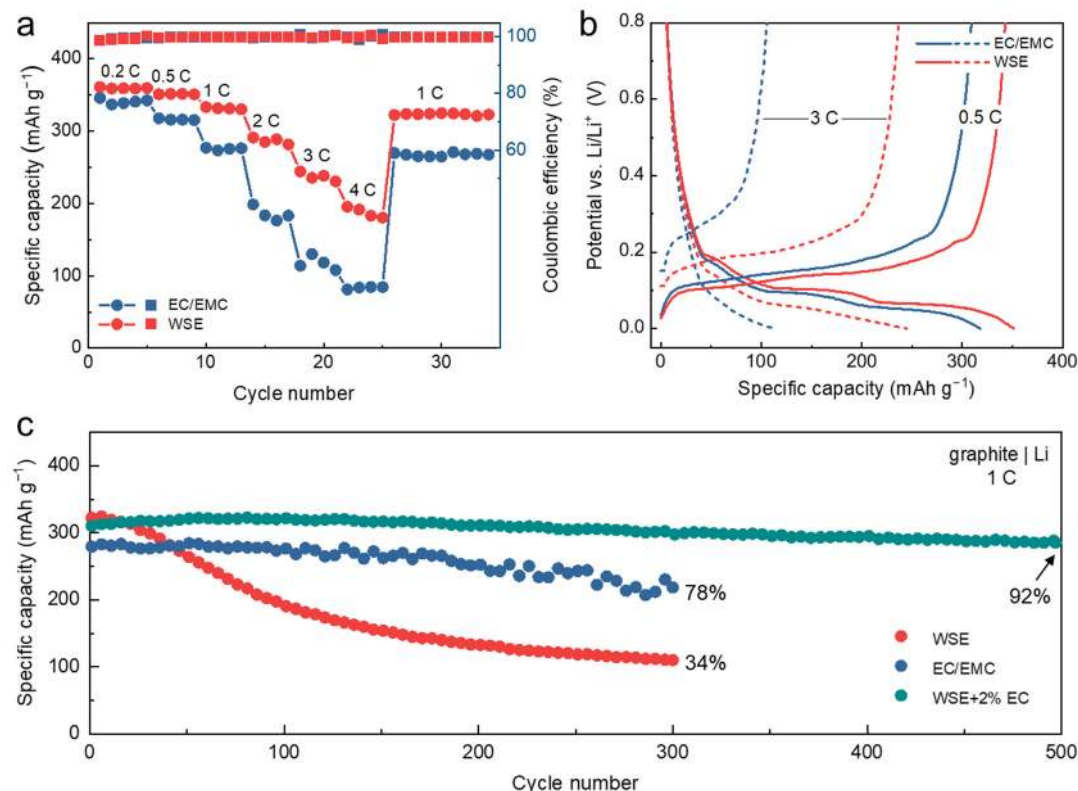 a
Specific capacity (mAh g⁻¹)
400
300
200
100
0
0.2 C
0.5 C
1 C
2 C
3 C
4 C
1 C
EC/EMC
WSE
0
10
20
30
Cycle number
100
80
60
Coulombic efficiency (%)
b
Potential vs. Li/Li⁺ (V)
0.8
0.6
0.4
0.2
0.0
EC/EMC
WSE
3 C
0.5 C
0
100
200
300
400
Specific capacity (mAh g⁻¹)
c
Specific capacity (mAh g⁻¹)
400
300
200
100
0
graphite | Li
1 C
78%
34%
92%
WSE
EC/EMC
WSE+2% EC
0
100
200
300
400
500
Cycle number